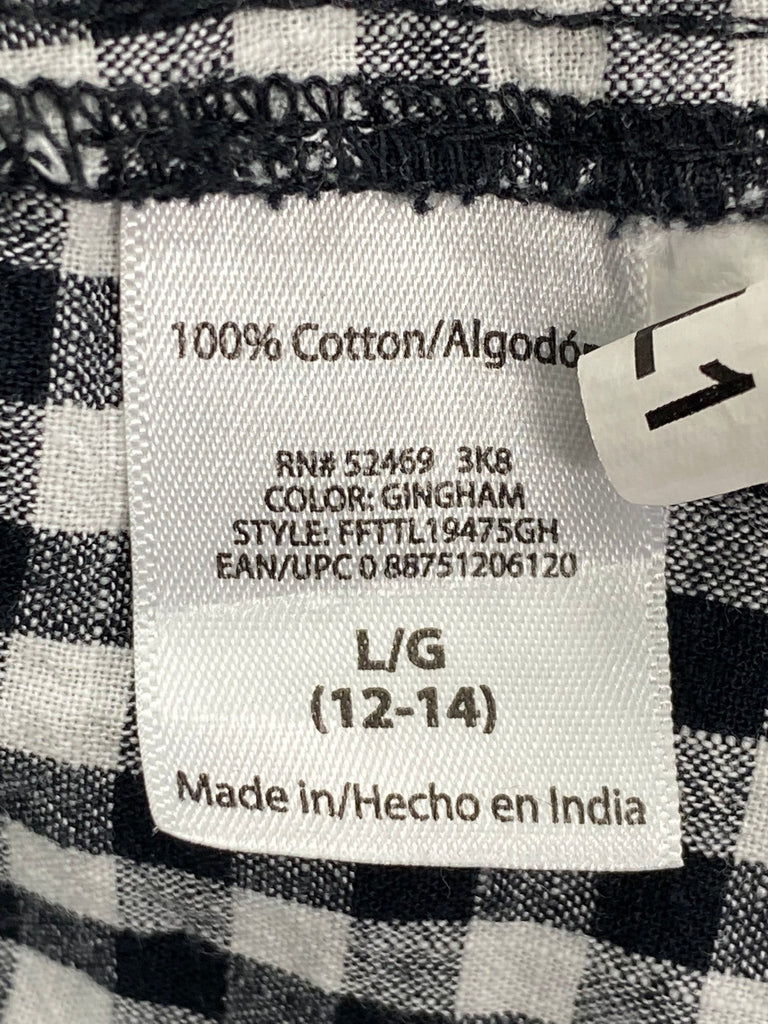 100% Cotton/Algodón
RN# 52469 3K8
COLOR: GINGHAM
STYLE: FFTTL19475GH
EAN/UPC 0 88751206120
L/G
(12-14)
Made in/Hecho en India
L1